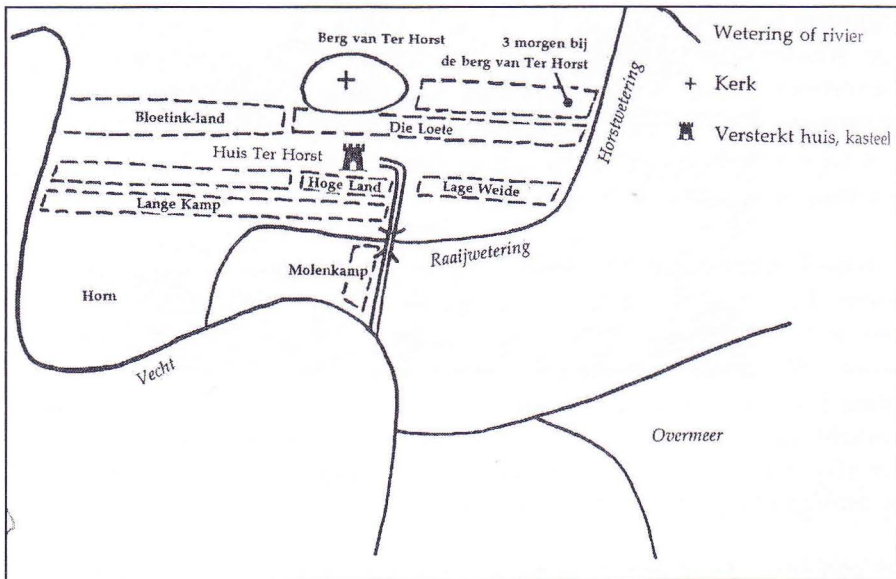 Wetering of rivier
Kerk
Versterkt huis, kasteel
Berg van Ter Horst
3 morgen bij
de berg van Ter Horst
Horstwetering
Bloetink-land
Die Loete
Huis Ter Horst
Hoge Land
Lage Weide
Lange Kamp
Raaijwetering
Molenkamp
Horn
Vecht
Overmeer